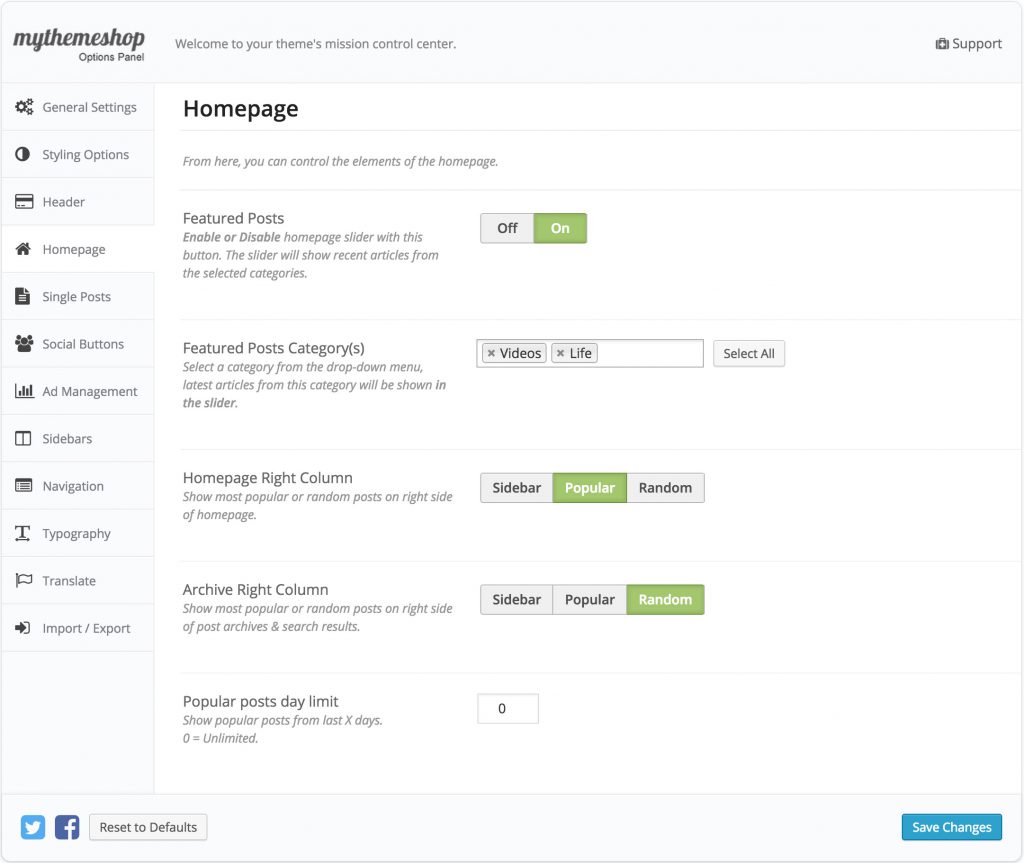 mythemeshop
Options Panel
Welcome to your theme's mission control center.
Support
General Settings
Styling Options
Header
Homepage
Single Posts
Social Buttons
Ad Management
Sidebars
Navigation
Typography
Translate
Import / Export
Homepage
From here, you can control the elements of the homepage.
Featured Posts
Enable or Disable homepage slider with this
button. The slider will show recent articles from
the selected categories.
Off On
Featured Posts Category(s)
Select a category from the drop-down menu,
latest articles from this category will be shown in
the slider.
× Videos × Life
Select All
Homepage Right Column
Show most popular or random posts on right side
of homepage.
Sidebar Popular Random
Archive Right Column
Show most popular or random posts on right side
of post archives & search results.
Sidebar Popular Random
Popular posts day limit
Show popular posts from last X days.
0 = Unlimited.
0
Reset to Defaults
Save Changes